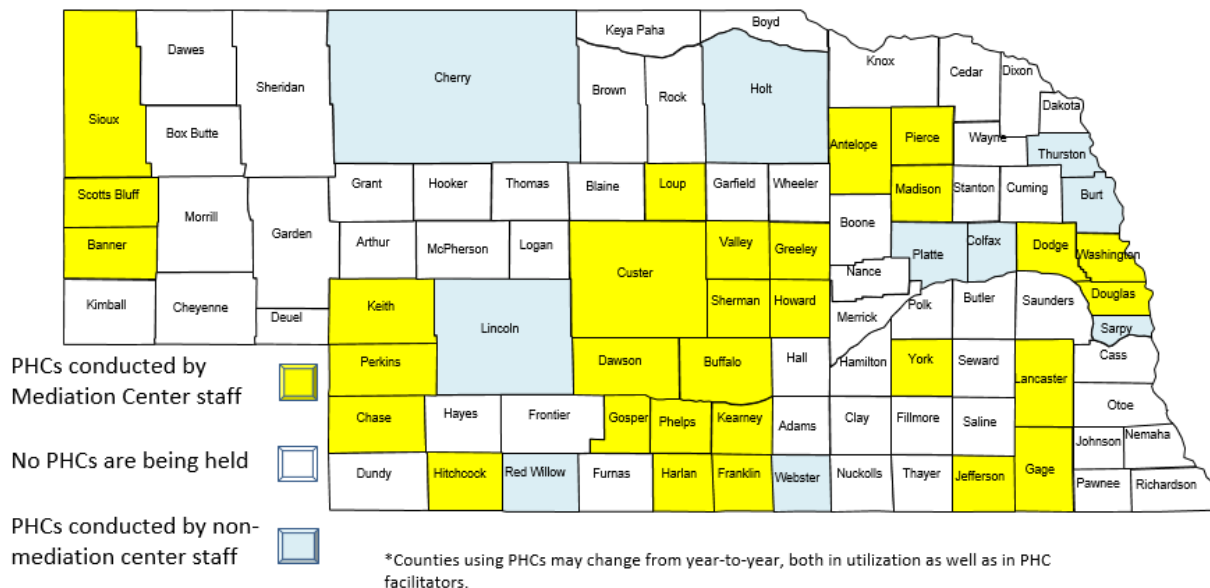 Boyd
Keya Paha
Dawes
Knox
Cedar
Dixon
Sheridan
Cherry
Brown
Rock
Holt
Dakota
Sioux
Box Butte
Antelope
Pierce
Wayne
Thurston
Scotts Bluff
Grant
Hooker
Thomas
Blaine
Loup
Garfield
Wheeler
Madison
Stanton
Cuming
Burt
Morrill
Garden
Boone
Banner
Arthur
McPherson
Logan
Custer
Valley
Greeley
Platte
Colfax
Dodge
Washington
Nance
Kimball
Cheyenne
Deuel
Keith
Lincoln
Sherman
Howard
Merrick
Polk
Butler
Saunders
Douglas
Sarpy
Perkins
Dawson
Buffalo
Hall
Hamilton
York
Seward
Lancaster
Cass
Otoe
Chase
Hayes
Frontier
Gosper
Phelps
Kearney
Adams
Clay
Fillmore
Saline
Johnson
Nemaha
Dundy
Hitchcock
Red Willow
Furnas
Harlan
Franklin
Webster
Nuckolls
Thayer
Jefferson
Gage
Pawnee
Richardson
PHCs conducted by
Mediation Center staff
No PHCs are being held
PHCs conducted by non-
mediation center staff
*Counties using PHCs may change from year-to-year, both in utilization as well as in PHC
facilitators.